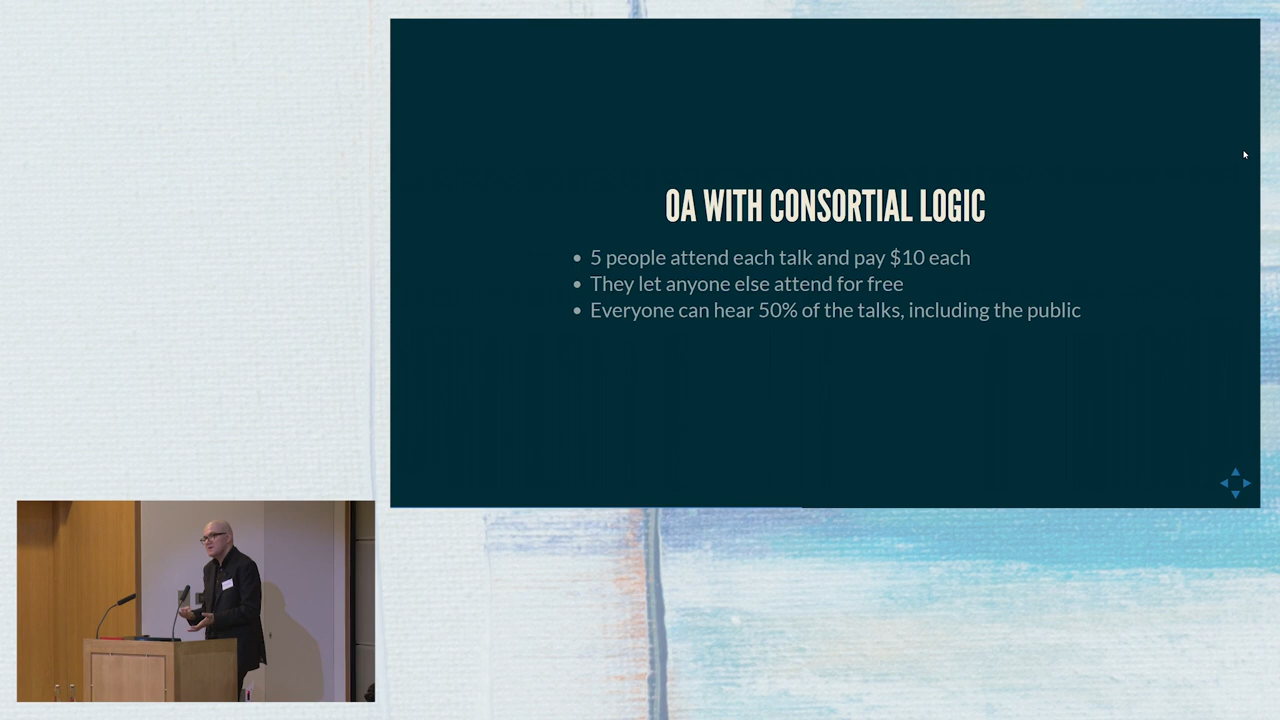 OA WITH CONSORTIAL LOGIC
5 people attend each talk and pay $10 each
They let anyone else attend for free
Everyone can hear 50% of the talks, including the public